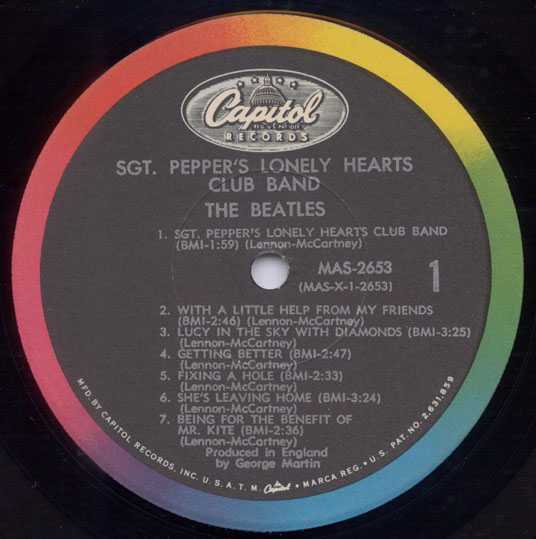 Capitol
RECORDS
SGT. PEPPER'S LONELY HEARTS
CLUB BAND
THE BEATLES
1. SGT. PEPPER'S LONELY HEARTS CLUB BAND
(BMI-1:59) (Lennon-McCartney)
MAS-2653
1
(MAS-X-1-2653)
2. WITH A LITTLE HELP FROM MY FRIENDS
(BMI-2:46) (Lennon-McCartney)
3. LUCY IN THE SKY WITH DIAMONDS (BMI-3:25)
(Lennon-McCartney)
4. GETTING BETTER (BMI-2:47)
(Lennon-McCartney)
5. FIXING A HOLE (BMI-2:33)
(Lennon-McCartney)
6. SHE'S LEAVING HOME (BMI-3:24)
(Lennon-McCartney)
7. BEING FOR THE BENEFIT OF
MR. KITE (BMI-2:36)
(Lennon-McCartney)
Produced in England
by George Martin
MFD. BY CAPITOL RECORDS, INC. U.S.A. T.M. Capitol • MARCA REG. • U.S. PAT. NO. 2,631,859